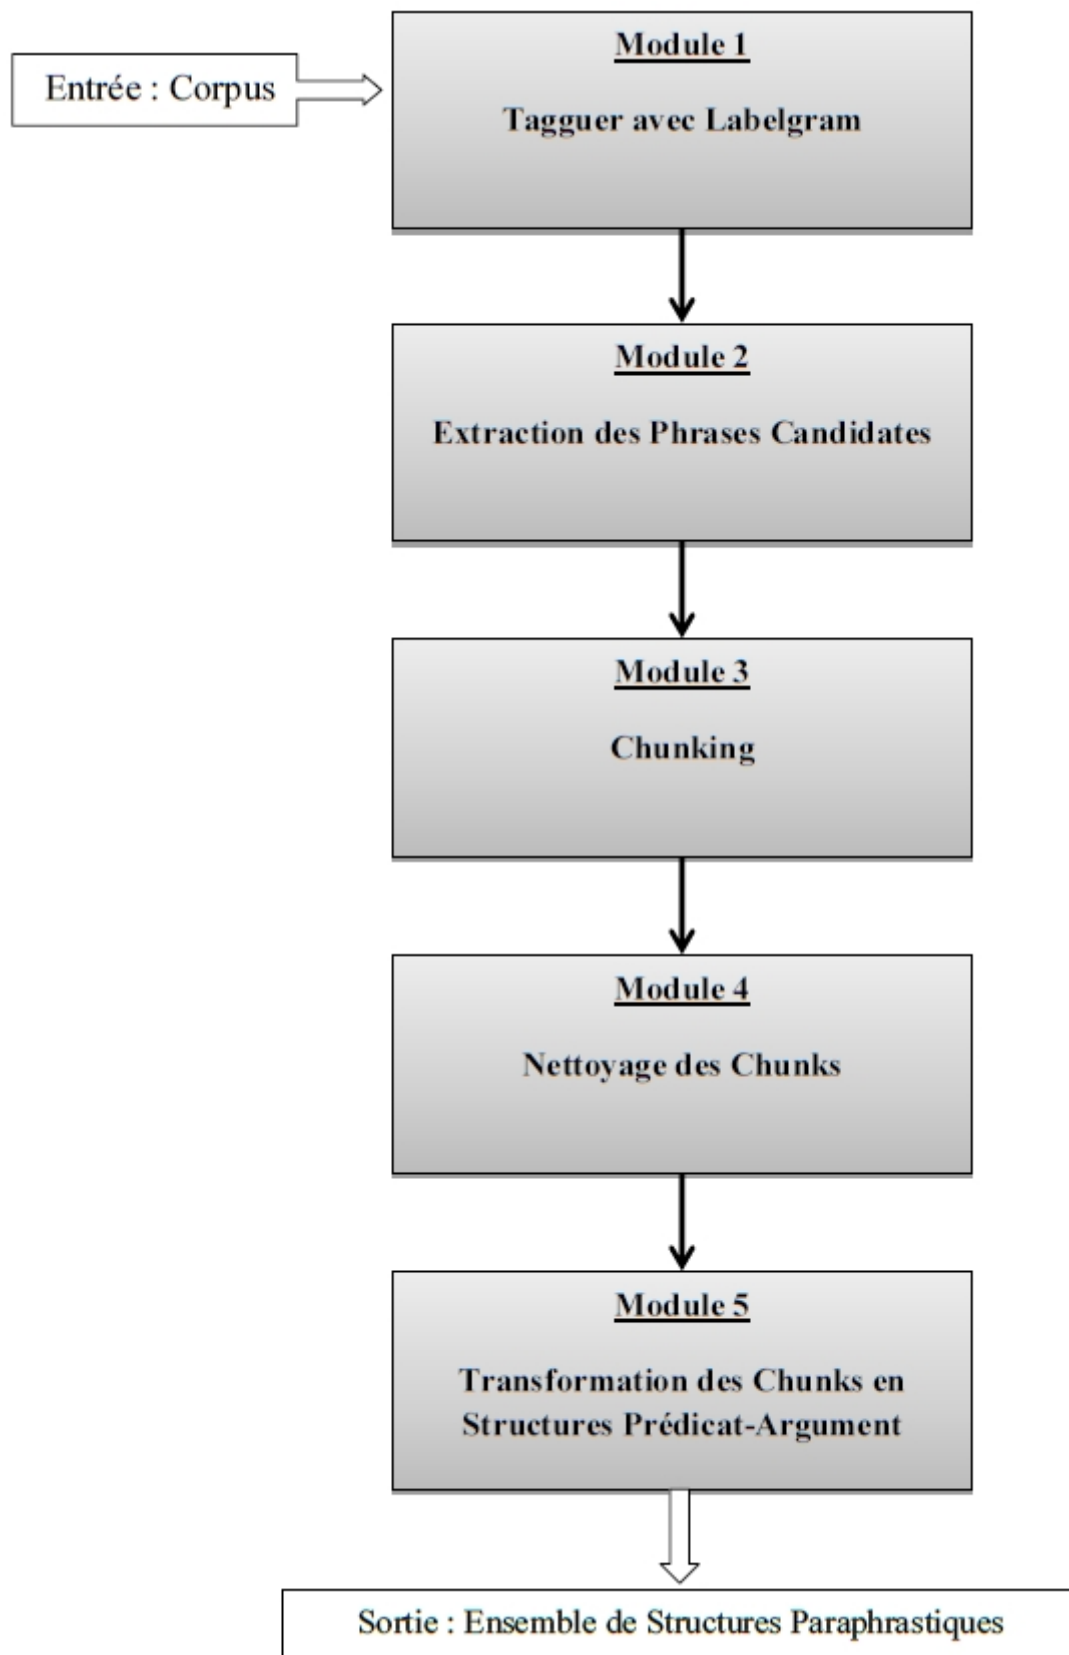 Entrée : Corpus
Module 1
Tagguer avec Labelgram
Module 2
Extraction des Phrases Candidates
Module 3
Chunking
Module 4
Nettoyage des Chunks
Module 5
Transformation des Chunks en
Structures Prédicat-Argument
Sortie : Ensemble de Structures Paraphrastiques